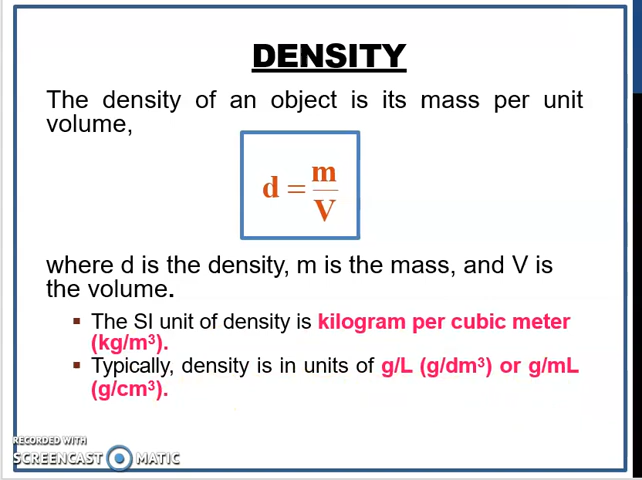 DENSITY
The density of an object is its mass per unit
volume,
d = m/V
where d is the density, m is the mass, and V is
the volume.
▪ The SI unit of density is kilogram per cubic meter
(kg/m³).
▪ Typically, density is in units of g/L (g/dm³) or g/mL
(g/cm³).
RECORDED WITH
SCREENCAST MATIC